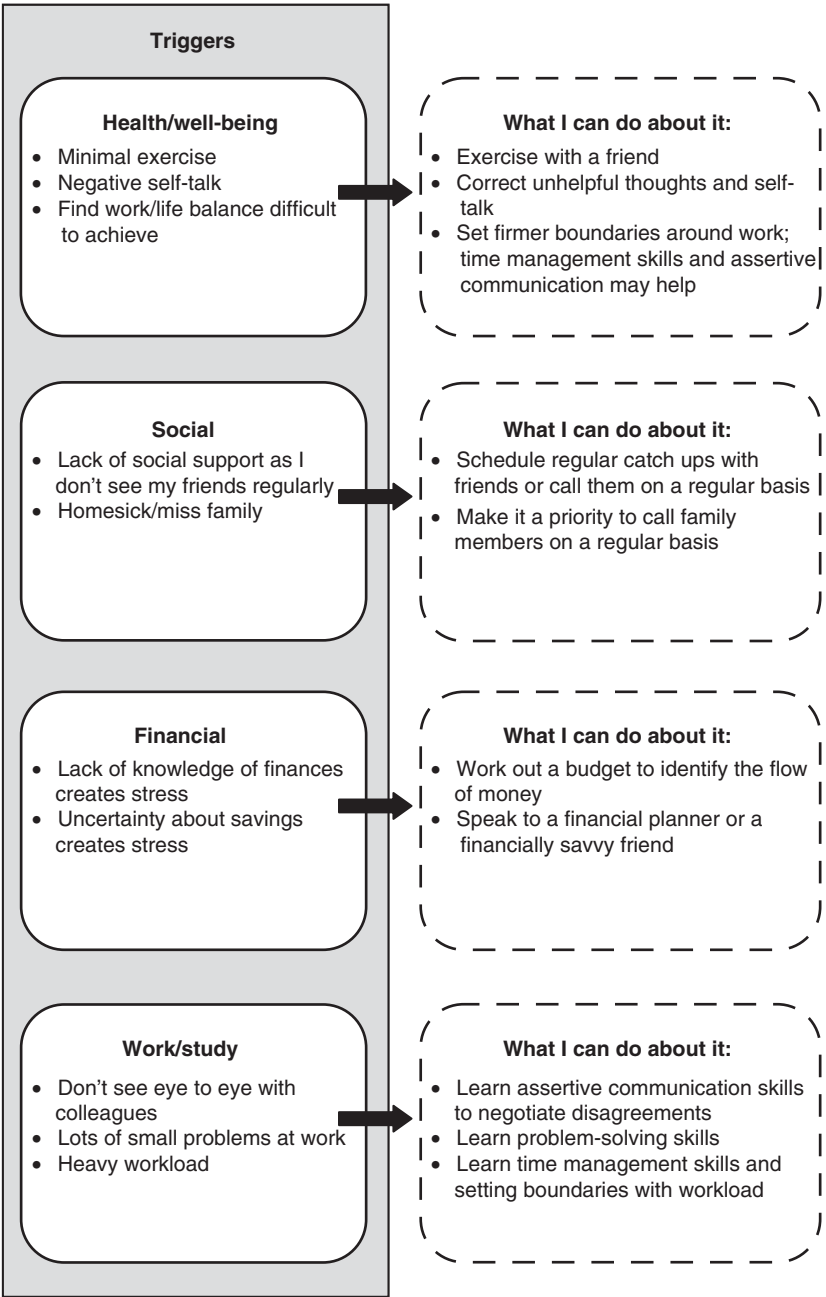 Triggers
Health/well-being
• Minimal exercise
• Negative self-talk
• Find work/life balance difficult
to achieve
What I can do about it:
• Exercise with a friend
• Correct unhelpful thoughts and self-
talk
• Set firmer boundaries around work;
time management skills and assertive
communication may help
Social
• Lack of social support as I
don't see my friends regularly
• Homesick/miss family
What I can do about it:
• Schedule regular catch ups with
friends or call them on a regular basis
• Make it a priority to call family
members on a regular basis
Financial
• Lack of knowledge of finances
creates stress
• Uncertainty about savings
creates stress
What I can do about it:
• Work out a budget to identify the flow
of money
• Speak to a financial planner or a
financially savvy friend
Work/study
• Don't see eye to eye with
colleagues
• Lots of small problems at work
• Heavy workload
What I can do about it:
• Learn assertive communication skills
to negotiate disagreements
• Learn problem-solving skills
• Learn time management skills and
setting boundaries with workload